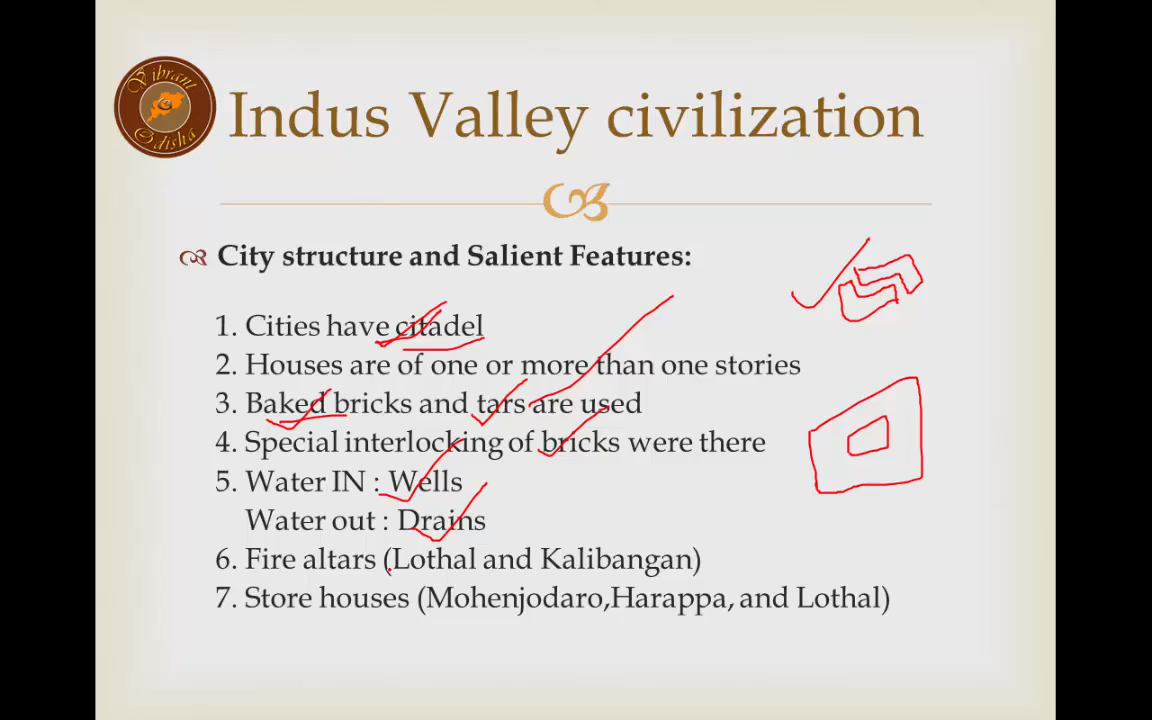 Vibrant
Odisha
Indus Valley civilization
City structure and Salient Features:
1. Cities have citadel
2. Houses are of one or more than one stories
3. Baked bricks and tars are used
4. Special interlocking of bricks were there
5. Water IN : Wells
Water out : Drains
6. Fire altars (Lothal and Kalibangan)
7. Store houses (Mohenjodaro,Harappa, and Lothal)